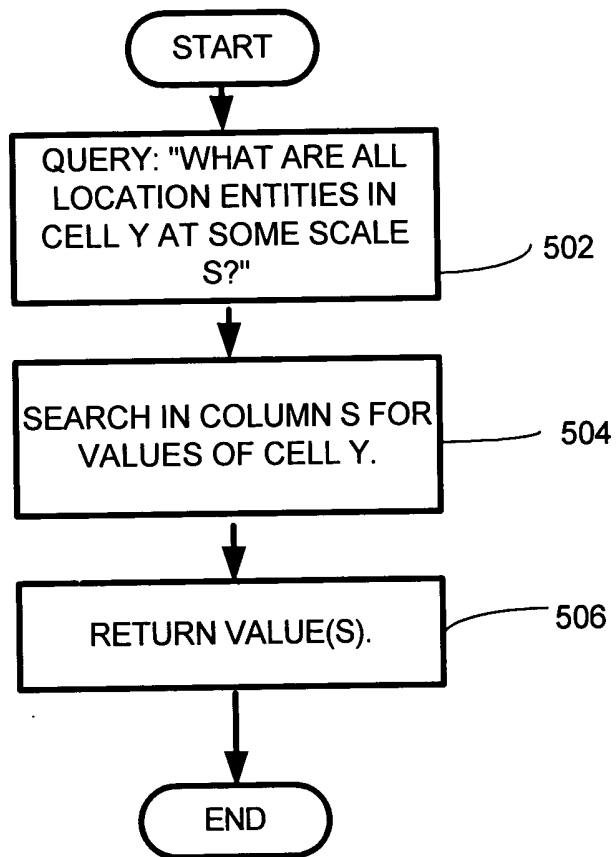 START
QUERY: "WHAT ARE ALL
LOCATION ENTITIES IN
CELL Y AT SOME SCALE
S?"
502
SEARCH IN COLUMN S FOR
VALUES OF CELL Y.
504
RETURN VALUE(S).
506
END